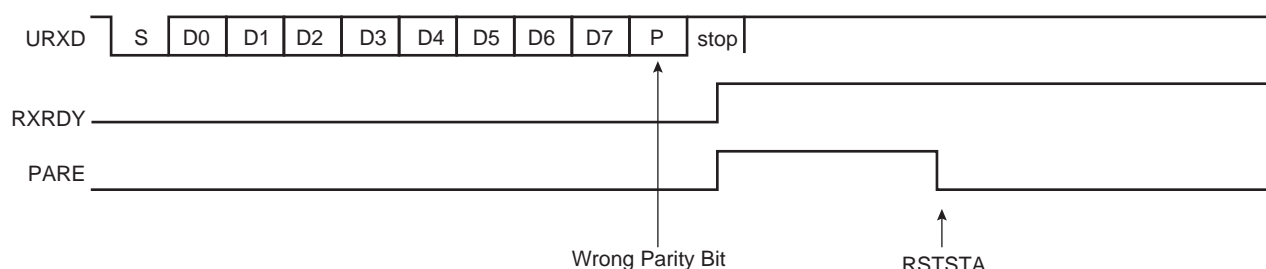 URXD S D0 D1 D2 D3 D4 D5 D6 D7 P stop
RXRDY
PARE
Wrong Parity Bit RSTSTA